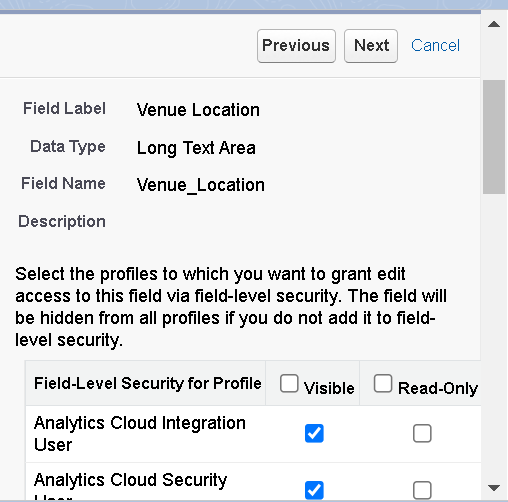 Previous Next Cancel
Field Label Venue Location
Data Type Long Text Area
Field Name Venue_Location
Description
Select the profiles to which you want to grant edit
access to this field via field-level security. The field will
be hidden from all profiles if you do not add it to field-
level security.
Field-Level Security for Profile Visible Read-Only
Analytics Cloud Integration
User
Analytics Cloud Security
User